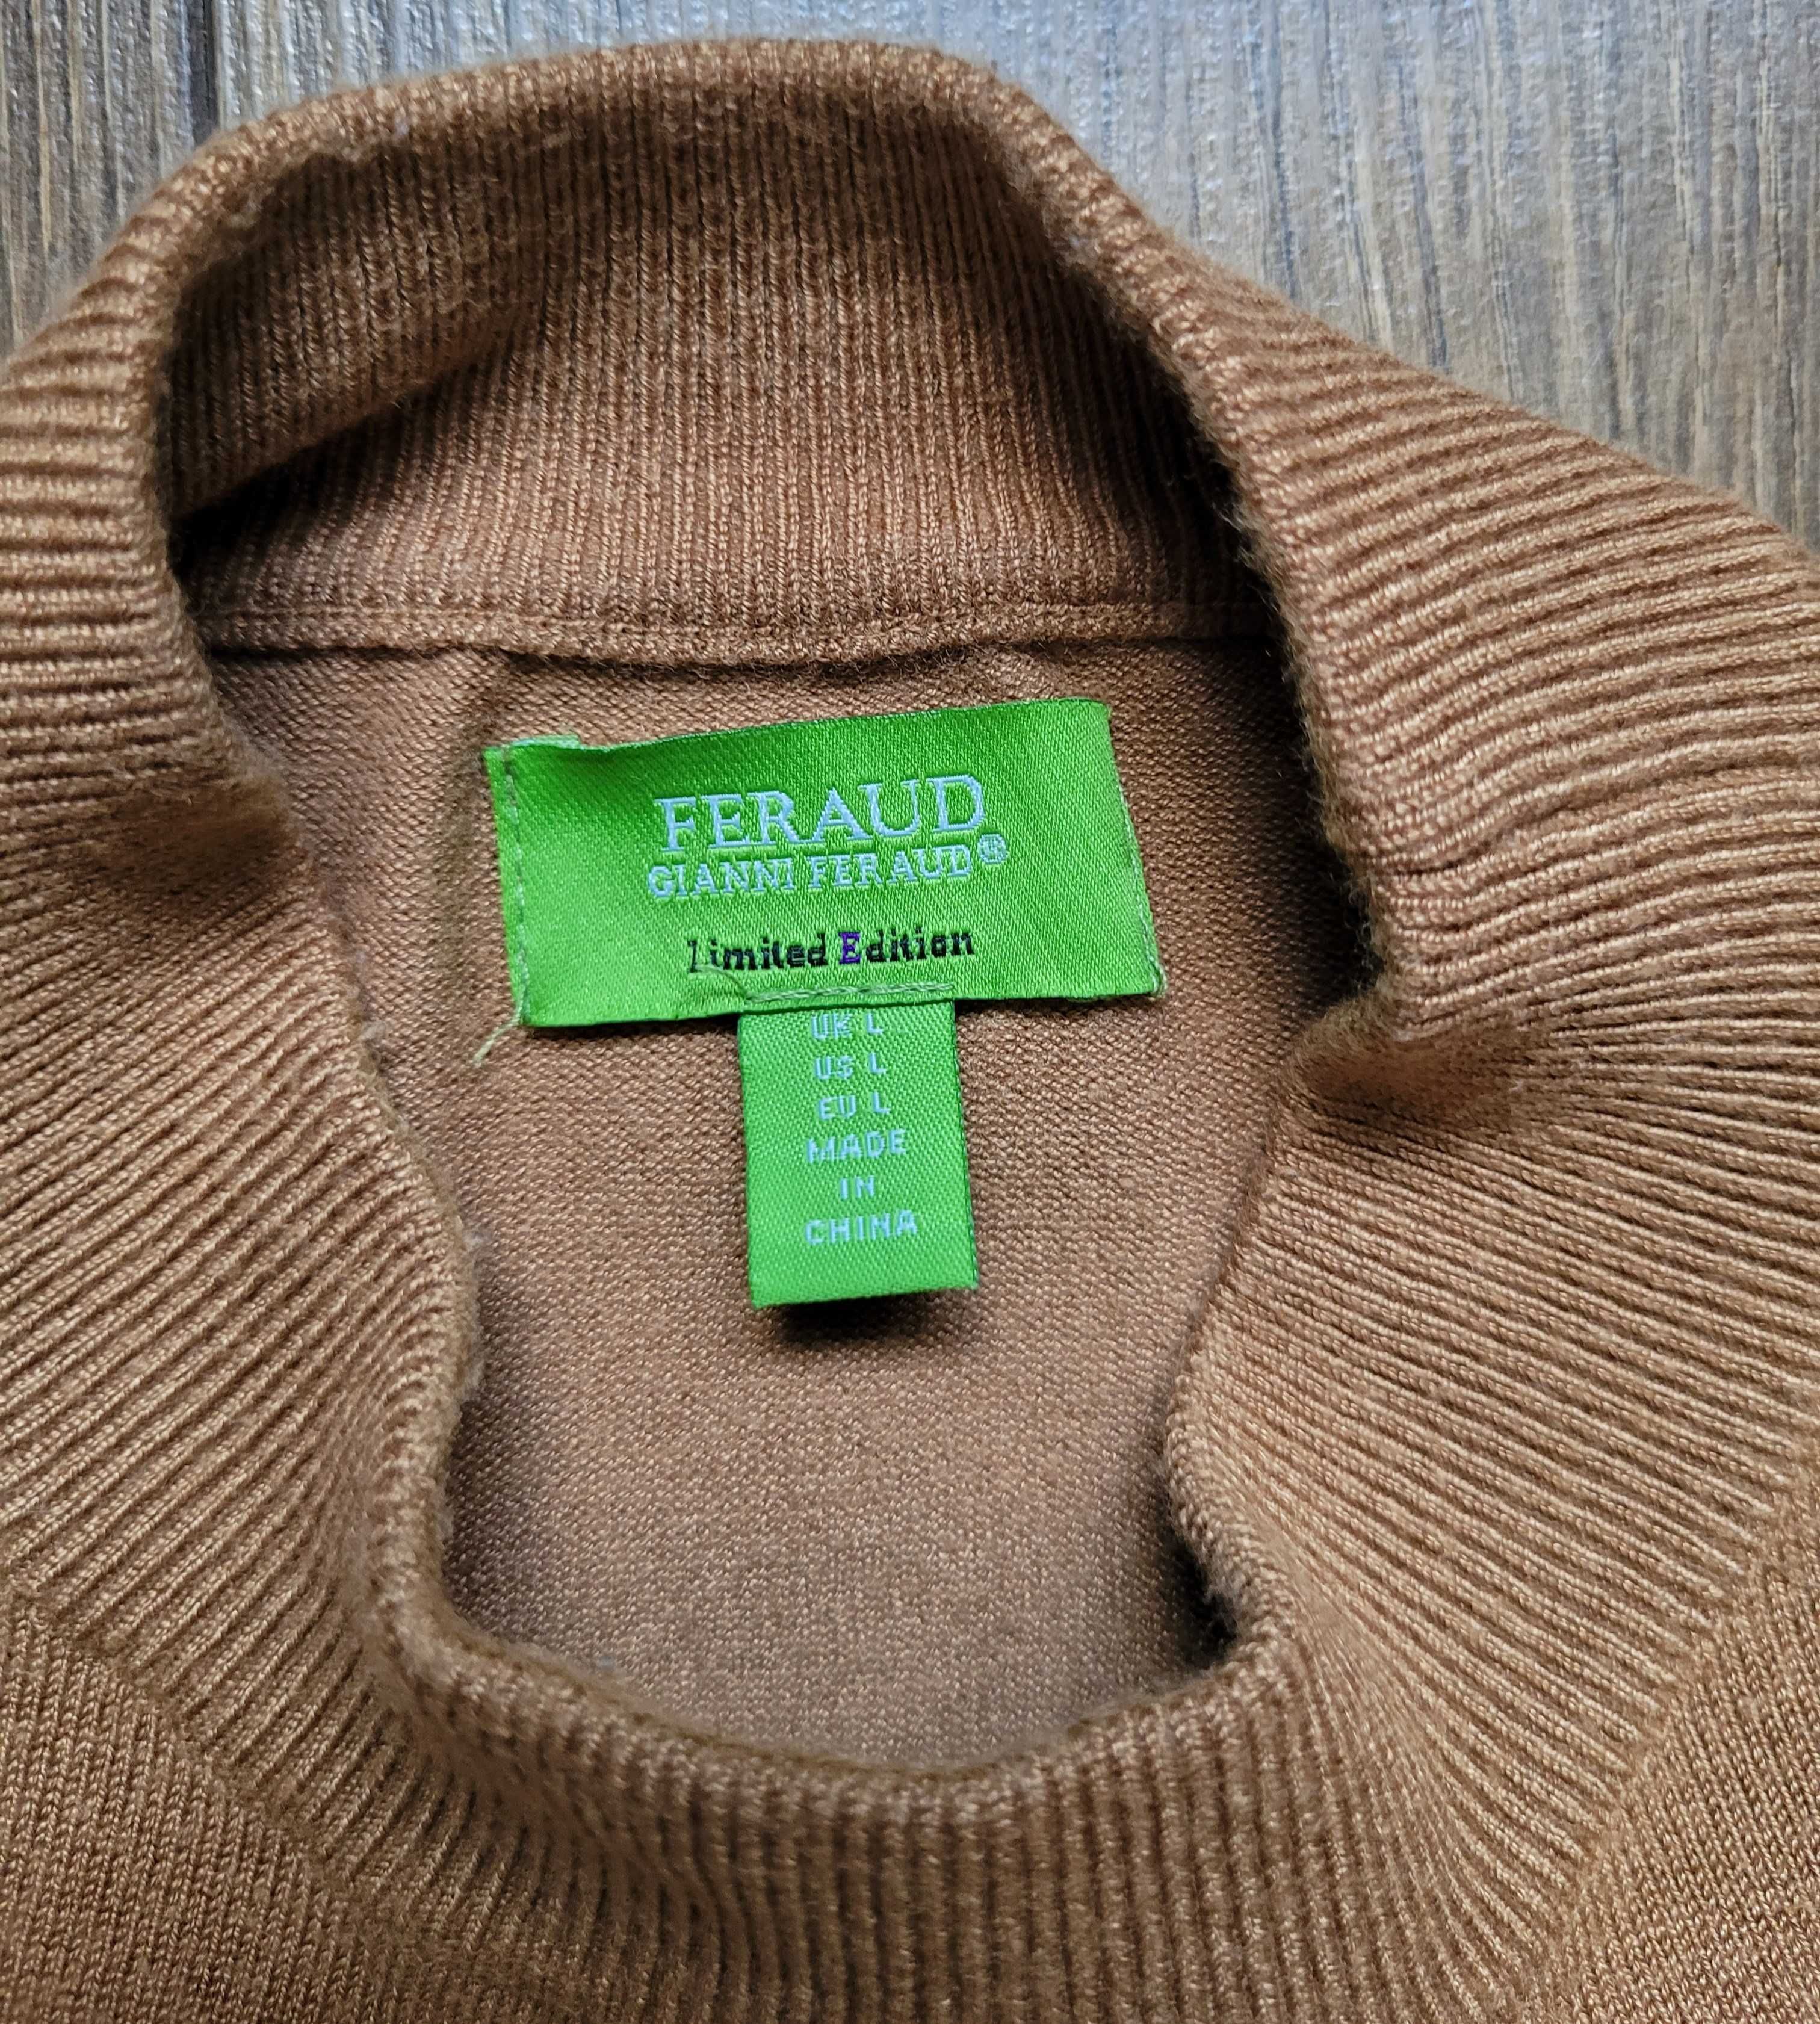 FERAUD
GIANNI FERAUD®
Limited Edition
UK L
US L
EU L
MADE
IN
CHINA